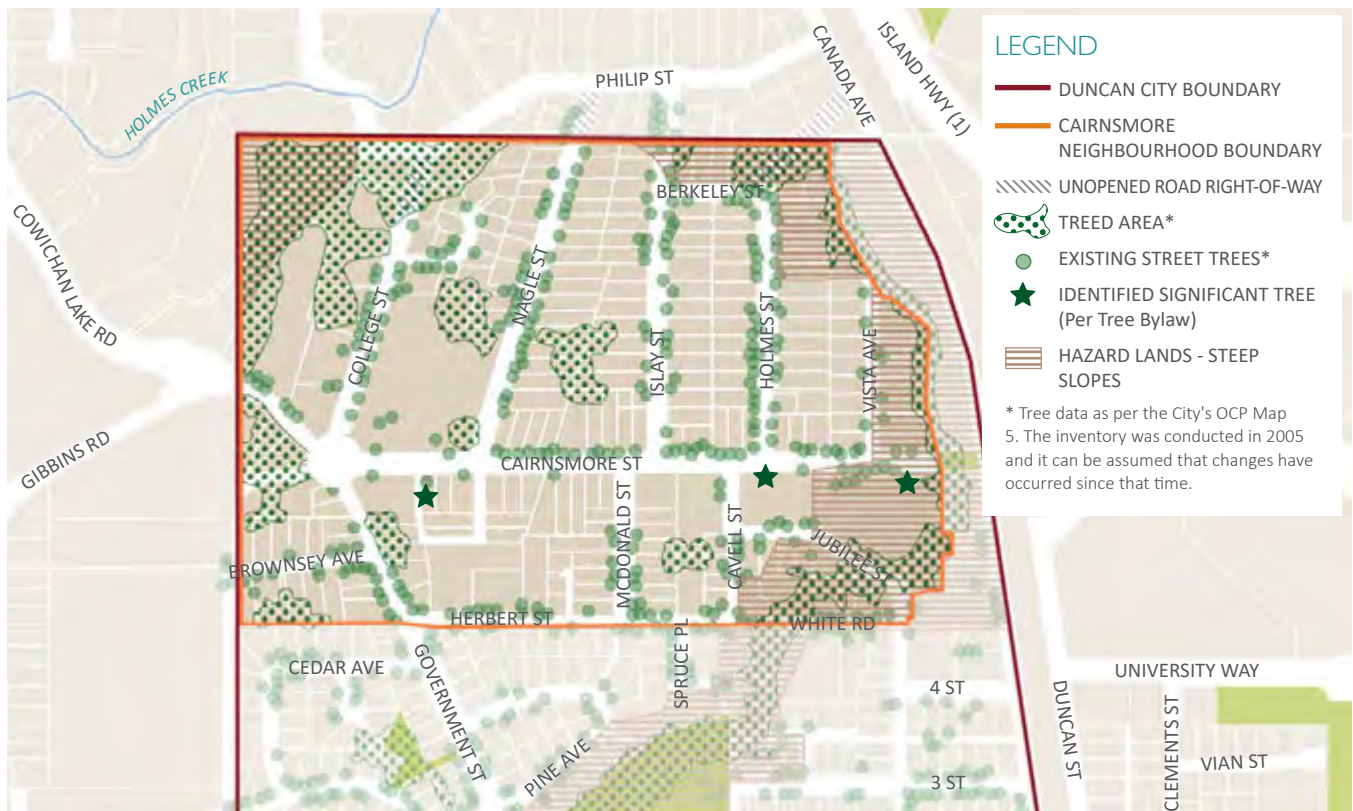 HOLMES CREEK
PHILIP ST
CANADA AVE
ISLAND HWY (1)
COWICHAN LAKE RD
GIBBINS RD
BERKELEY ST
COLLEGE ST
NAGLE ST
ISLAY ST
HOLMES ST
VISTA AVE
CAIRNSMORE ST
MCDONALD ST
CAVELL ST
JUBILEE ST
BROWNSEY AVE
HERBERT ST
WHITE RD
CEDAR AVE
GOVERNMENT ST
SPRUCE PL
PINE AVE
4 ST
3 ST
DUNCAN ST
UNIVERSITY WAY
CLEMENTS ST
VIAN ST
LEGEND
DUNCAN CITY BOUNDARY
CAIRNSMORE
NEIGHBOURHOOD BOUNDARY
UNOPENED ROAD RIGHT-OF-WAY
TREED AREA*
EXISTING STREET TREES*
IDENTIFIED SIGNIFICANT TREE
(Per Tree Bylaw)
HAZARD LANDS - STEEP
SLOPES
* Tree data as per the City's OCP Map
5. The inventory was conducted in 2005
and it can be assumed that changes have
occurred since that time.